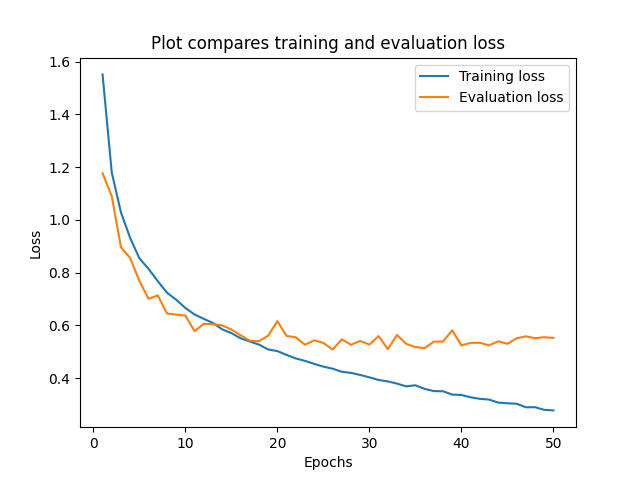 Plot compares training and evaluation loss
1.6
1.4
1.2
1.0
0.8
0.6
0.4
Loss
Training loss
Evaluation loss
0 10 20 30 40 50
Epochs